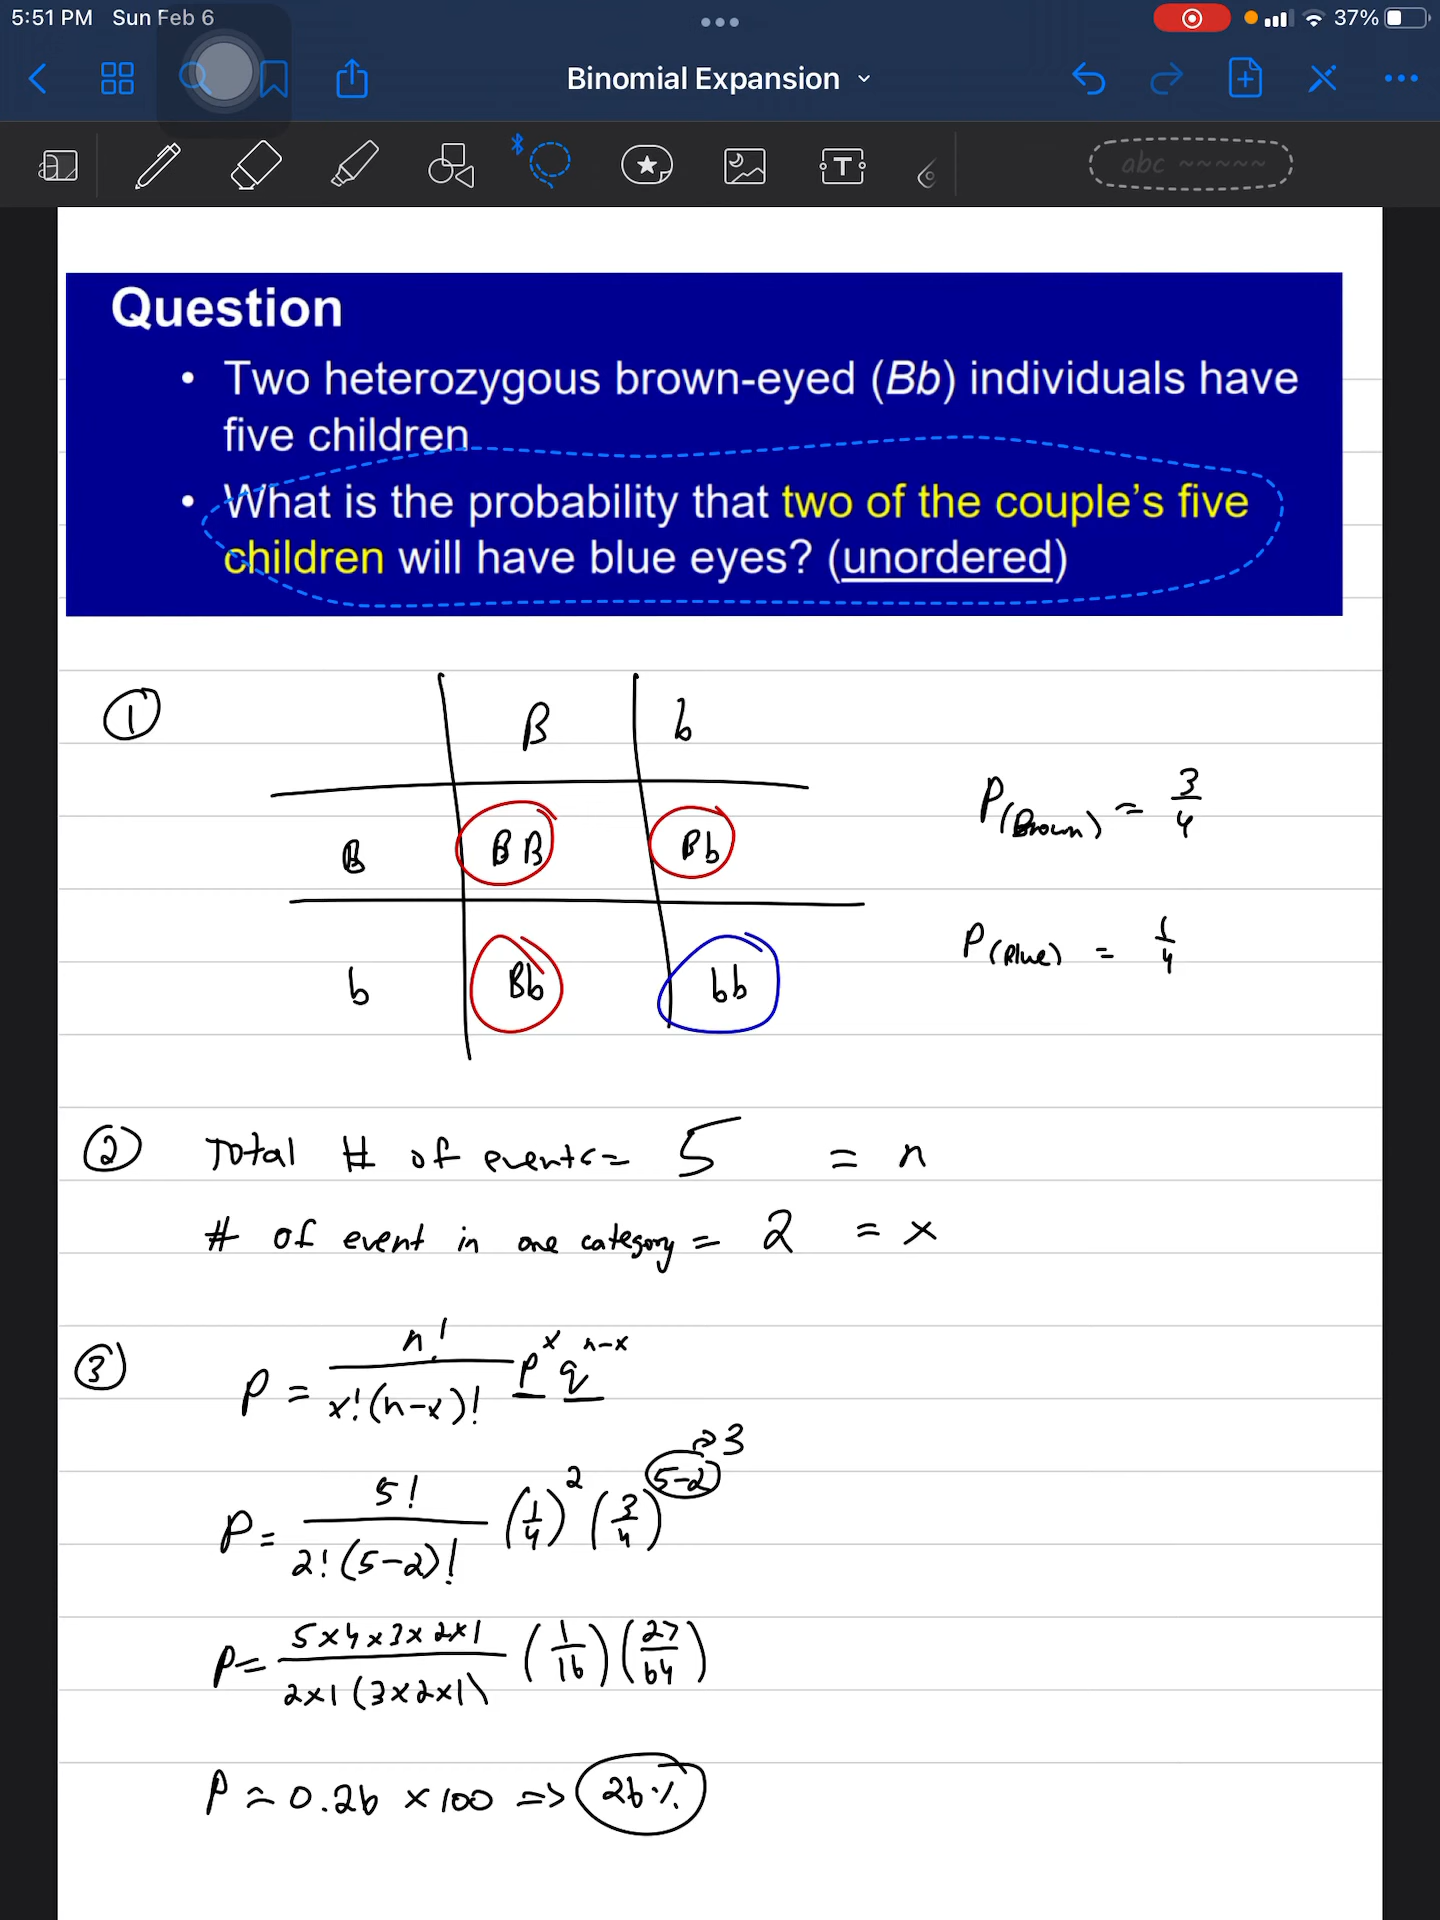 5:51 PM Sun Feb 6
37%
Binomial Expansion
abc
Question
• Two heterozygous brown-eyed (Bb) individuals have
five children
• What is the probability that two of the couple's five
children will have blue eyes? (unordered)
①
B b
B BB Bb
b Bb bb
P(Brown) = 3/4
P(Blue) = 1/4
② Total # of events = 5 = n
# of event in one category = 2 = x
③ P = n!/x!(n-x)! p^x q^n-x
P = 5!/2!(5-2)! (1/4)^2 (3/4)^5-2 → 3
P = 5×4×3×2×1/2×1(3×2×1) (1/16)(27/64)
P ≈ 0.26 × 100 => 26%